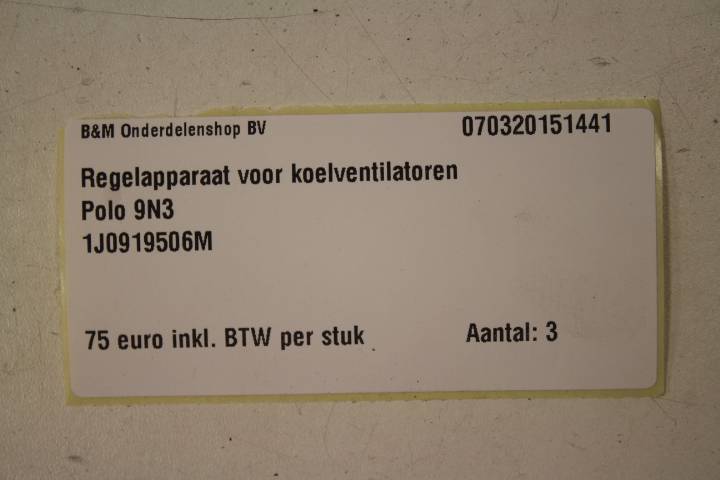 B&M Onderdelenshop BV 070320151441
Regelapparaat voor koelventilatoren
Polo 9N3
1J0919506M
75 euro inkl. BTW per stuk Aantal: 3